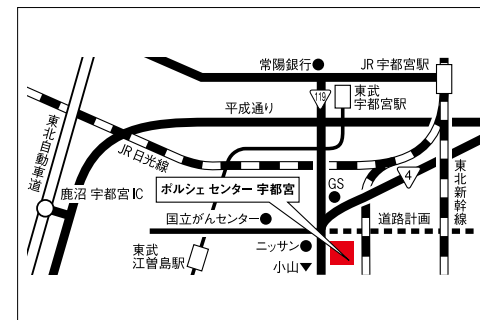 常陽銀行
JR 宇都宮駅
119
東武
宇都宮駅
平成通り
東北自動車道
JR日光線
4
鹿沼 宇都宮 IC
ポルシェ センター 宇都宮
GS
東北新幹線
国立がんセンター
道路計画
東武
江曽島駅
ニッサン
小山